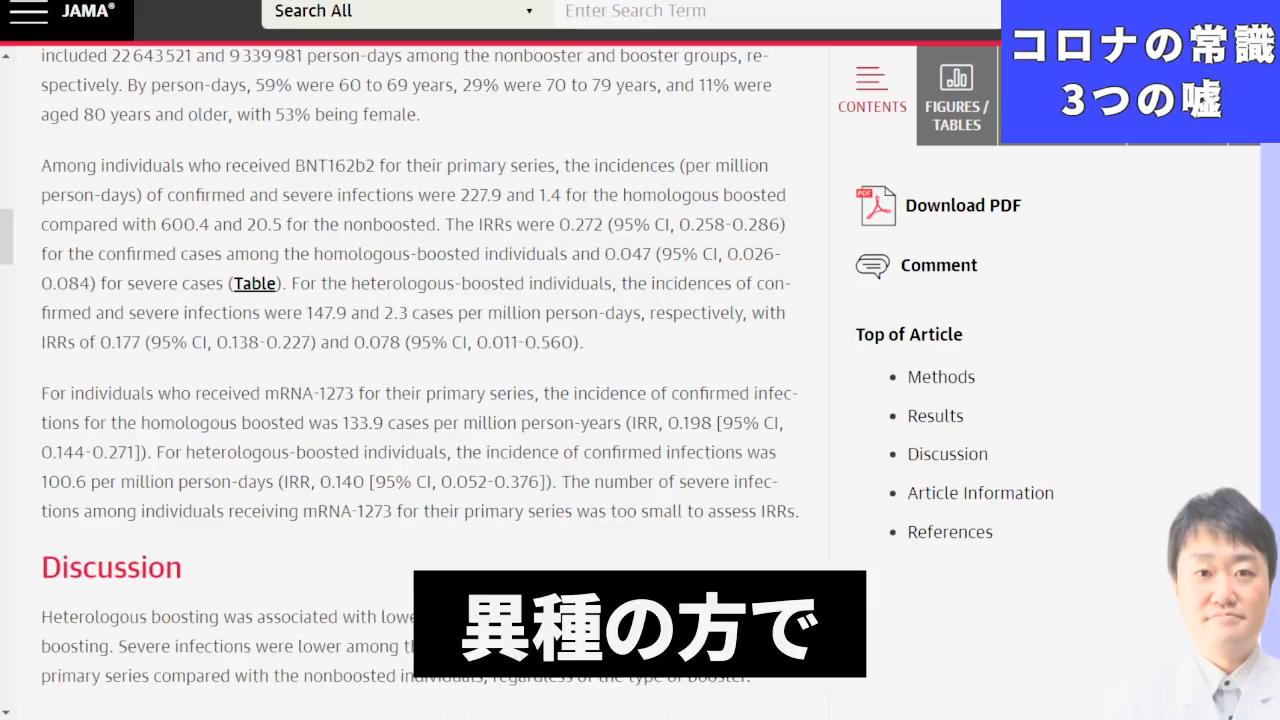 JAMA®
Search All
Enter Search Term
コロナの常識
3つの嘘
included 22 643 521 and 9 339 981 person-days among the nonbooster and booster groups, re-
spectively. By person-days, 59% were 60 to 69 years, 29% were 70 to 79 years, and 11% were
aged 80 years and older, with 53% being female.
Among individuals who received BNT162b2 for their primary series, the incidences (per million
person-days) of confirmed and severe infections were 227.9 and 1.4 for the homologous boosted
compared with 600.4 and 20.5 for the nonboosted. The IRRs were 0.272 (95% CI, 0.258-0.286)
for the confirmed cases among the homologous-boosted individuals and 0.047 (95% CI, 0.026-
0.084) for severe cases (Table). For the heterologous-boosted individuals, the incidences of con-
firmed and severe infections were 147.9 and 2.3 cases per million person-days, respectively, with
IRRs of 0.177 (95% CI, 0.138-0.227) and 0.078 (95% CI, 0.011-0.560).
For individuals who received mRNA-1273 for their primary series, the incidence of confirmed infec-
tions for the homologous boosted was 133.9 cases per million person-years (IRR, 0.198 [95% CI,
0.144-0.271]). For heterologous-boosted individuals, the incidence of confirmed infections was
100.6 per million person-days (IRR, 0.140 [95% CI, 0.052-0.376]). The number of severe infec-
tions among individuals receiving mRNA-1273 for their primary series was too small to assess IRRs.
Discussion
Heterologous boosting was associated with lowe
boosting. Severe infections were lower among t
primary series compared with the nonboosted individuals, regardless of the type of booster.
異種の方で
CONTENTS
FIGURES /
TABLES
PDF
Download PDF
Comment
Top of Article
Methods
Results
Discussion
Article Information
References